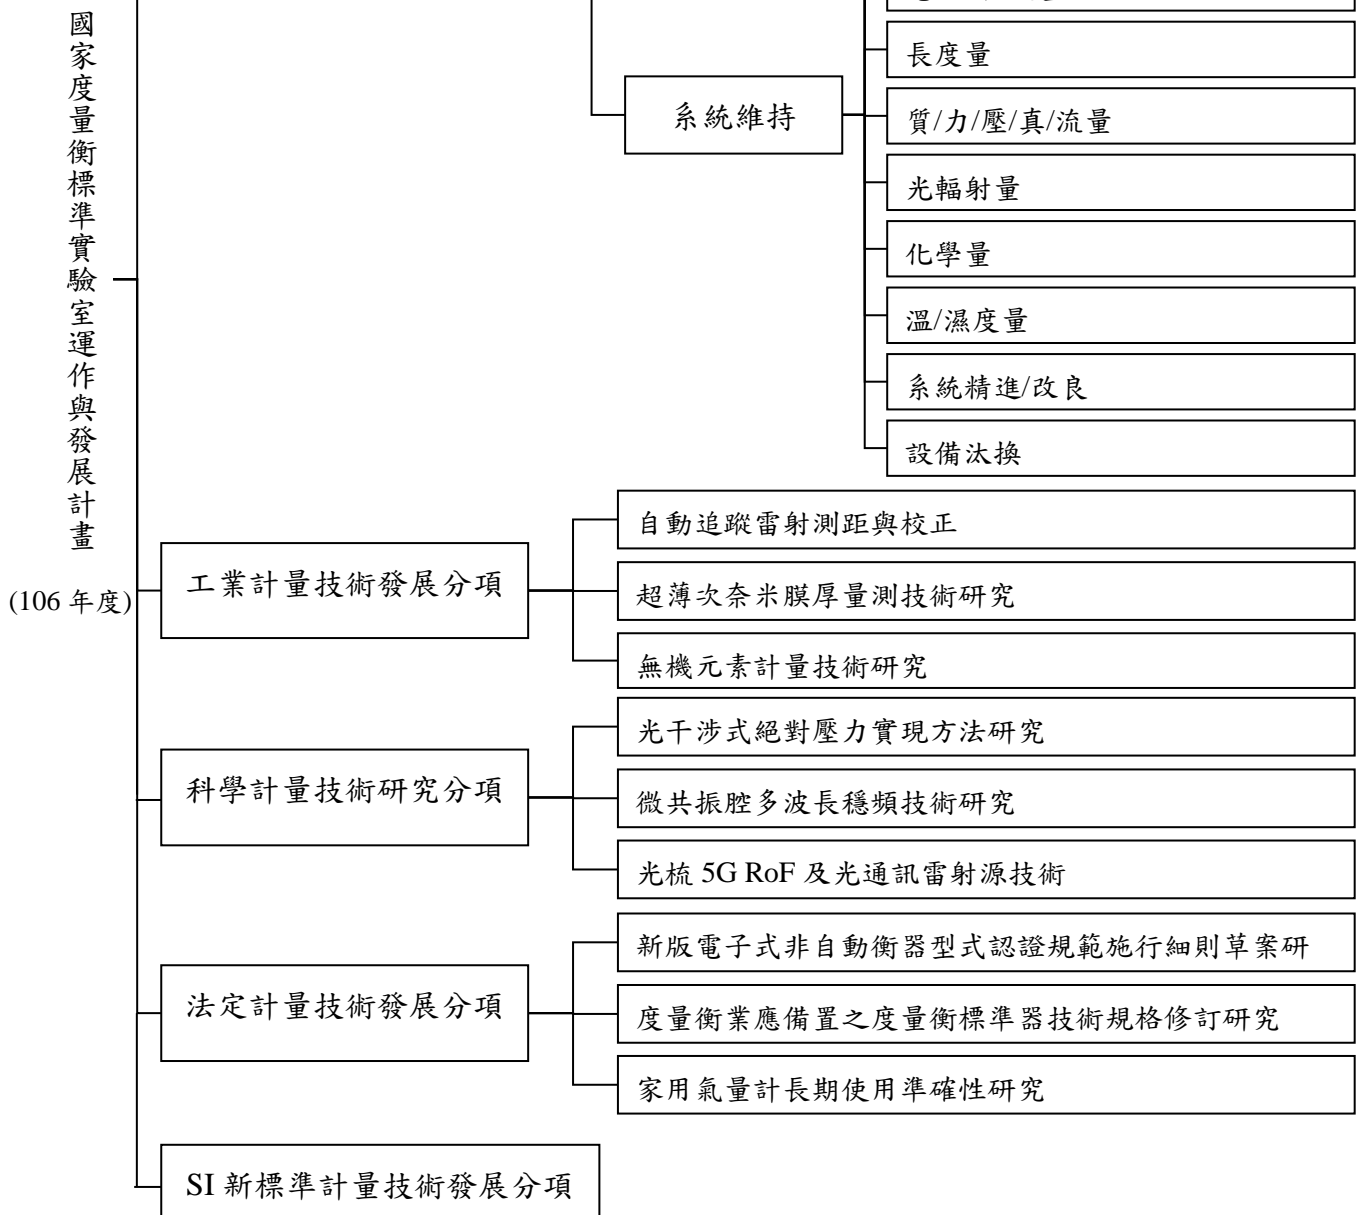 國家度量衡標準實驗室運作與發展計畫
(106 年度)
長度量
系統維持
質/力/壓/真/流量
光輻射量
化學量
溫/濕度量
系統精進/改良
設備汰換
工業計量技術發展分項
自動追蹤雷射測距與校正
超薄次奈米膜厚量測技術研究
無機元素計量技術研究
科學計量技術研究分項
光干涉式絕對壓力實現方法研究
微共振腔多波長穩頻技術研究
光梳 5G RoF 及光通訊雷射源技術
法定計量技術發展分項
新版電子式非自動衡器型式認證規範施行細則草案研
度量衡業應備置之度量衡標準器技術規格修訂研究
家用氣量計長期使用準確性研究
SI 新標準計量技術發展分項